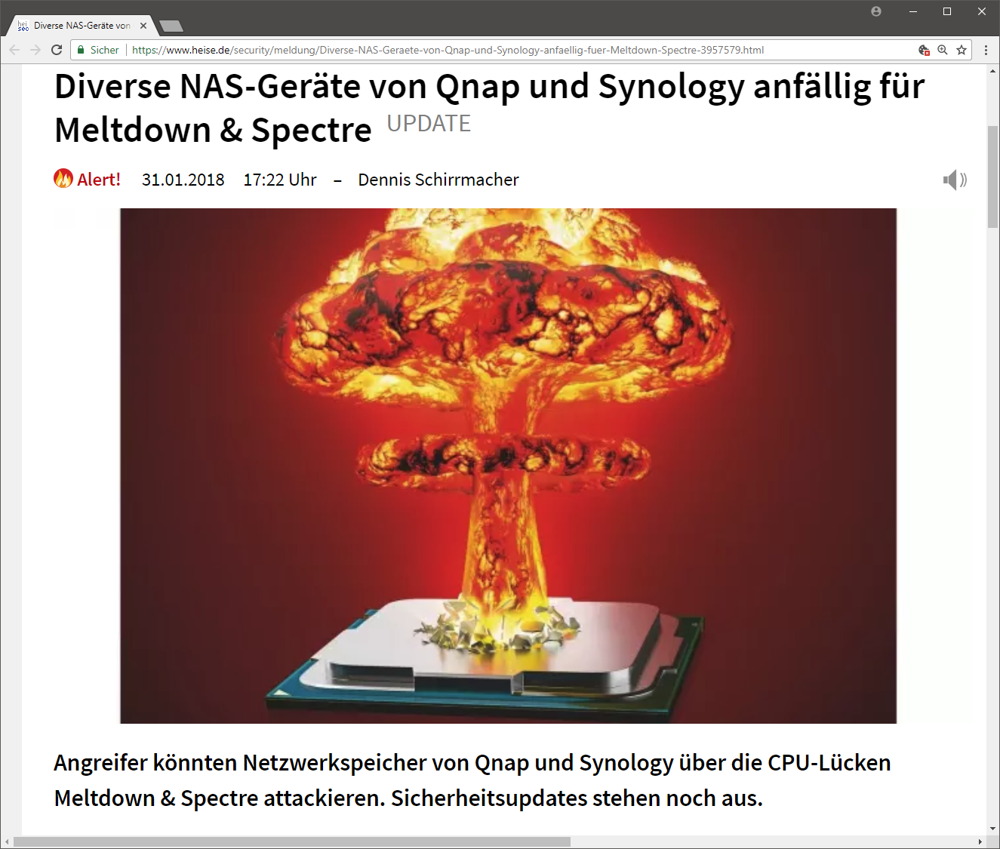 hei
sec
Diverse NAS-Geräte von
Sicher
https://www.heise.de/security/meldung/Diverse-NAS-Geraete-von-Qnap-und-Synology-anfaellig-fuer-Meltdown-Spectre-3957579.html
Diverse NAS-Geräte von Qnap und Synology anfällig für
Meltdown & Spectre UPDATE
Alert! 31.01.2018 17:22 Uhr – Dennis Schirrmacher
Angreifer könnten Netzwerkspeicher von Qnap und Synology über die CPU-Lücken
Meltdown & Spectre attackieren. Sicherheitsupdates stehen noch aus.